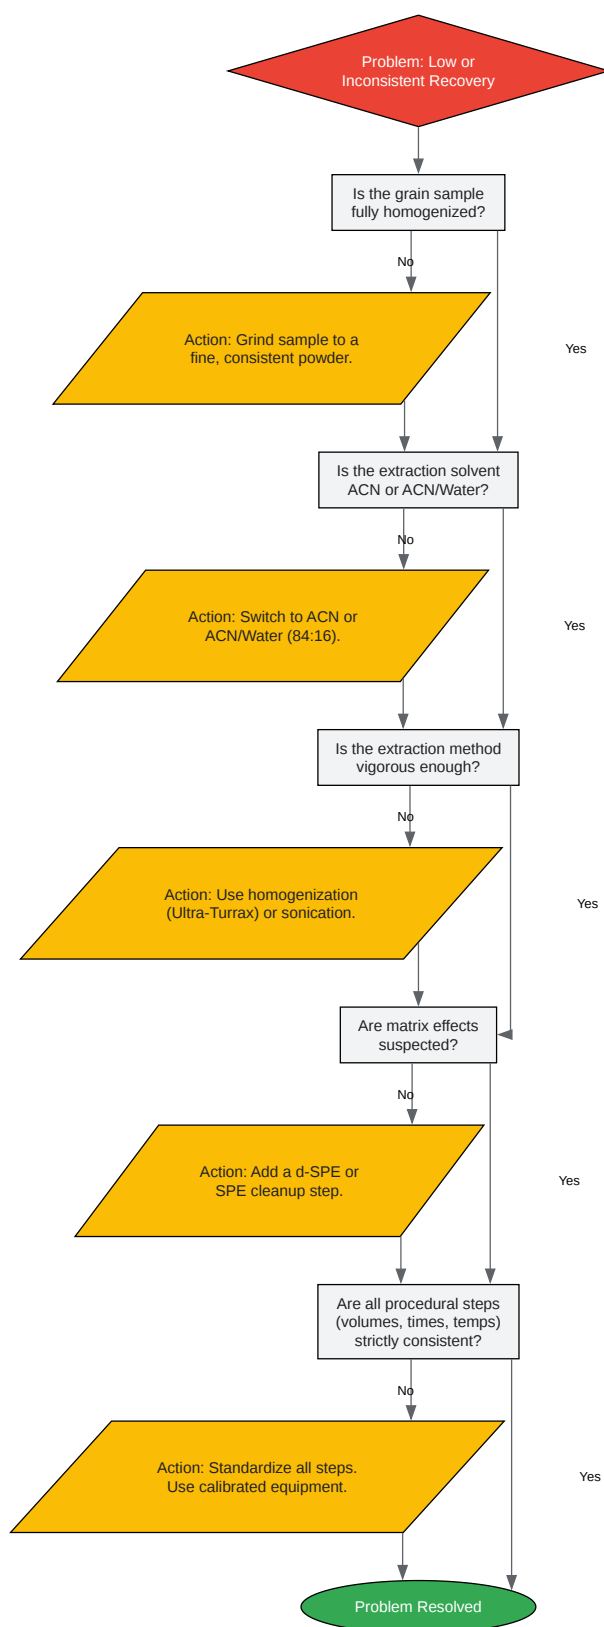 Problem: Low or
Inconsistent Recovery
Is the grain sample
fully homogenized?
No
Action: Grind sample to a
fine, consistent powder.
Yes
Is the extraction solvent
ACN or ACN/Water?
No
Action: Switch to ACN or
ACN/Water (84:16).
Yes
Is the extraction method
vigorous enough?
No
Action: Use homogenization
(Ultra-Turrax) or sonication.
Yes
Are matrix effects
suspected?
No
Action: Add a d-SPE or
SPE cleanup step.
Yes
Are all procedural steps
(volumes, times, temps)
strictly consistent?
No
Action: Standardize all steps.
Use calibrated equipment.
Yes
Problem Resolved